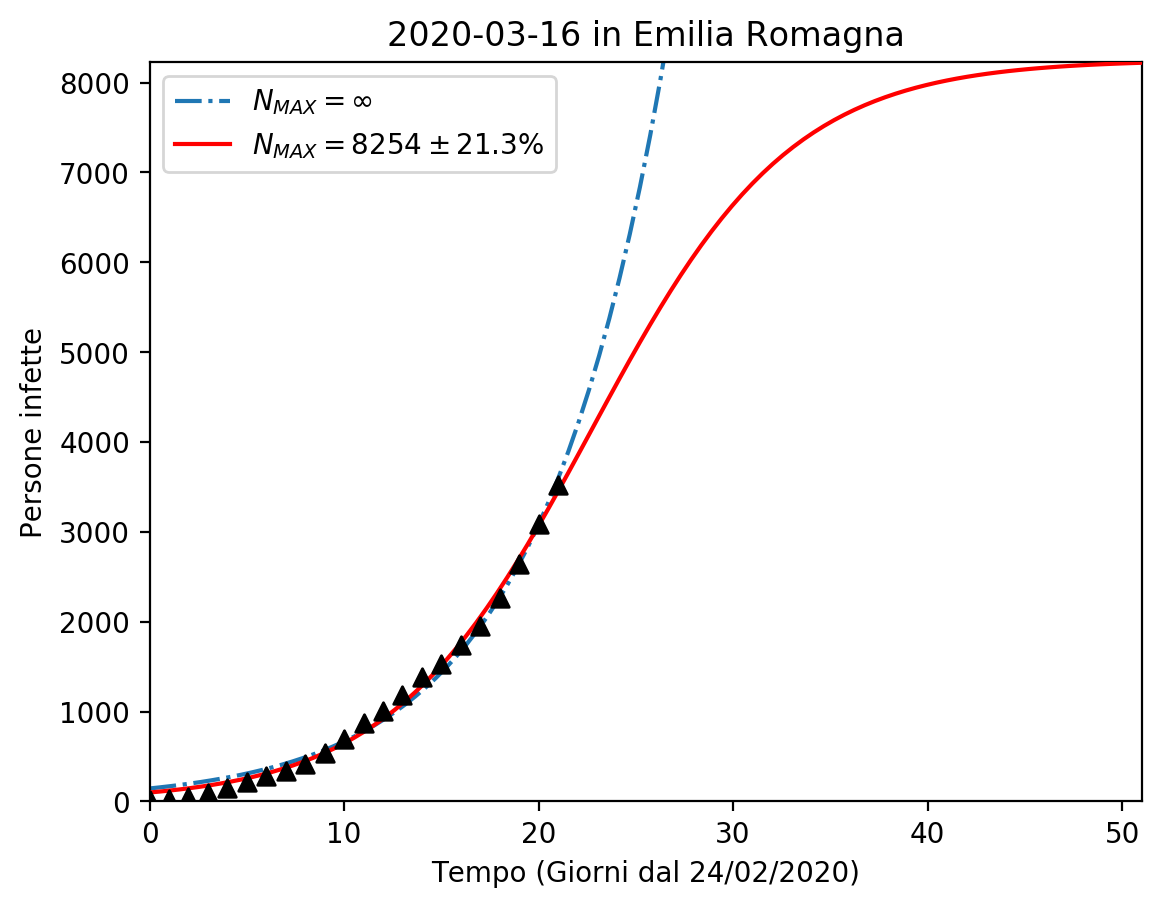 2020-03-16 in Emilia Romagna
N_MAX = ∞
N_MAX = 8254 ± 21.3%
8000
7000
6000
5000
4000
3000
2000
1000
0
Persone infette
0 10 20 30 40 50
Tempo (Giorni dal 24/02/2020)